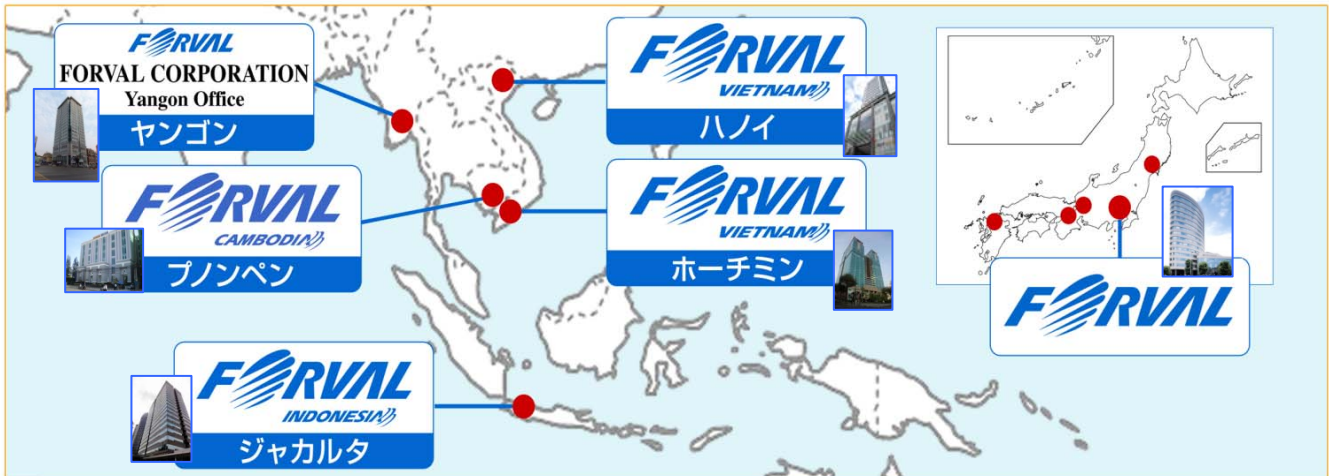 FORVAL
FORVAL CORPORATION
Yangon Office
ヤンゴン
FORVAL
VIETNAM
ハノイ
FORVAL
CAMBODIA
プノンペン
FORVAL
VIETNAM
ホーチミン
FORVAL
FORVAL
INDONESIA
ジャカルタ